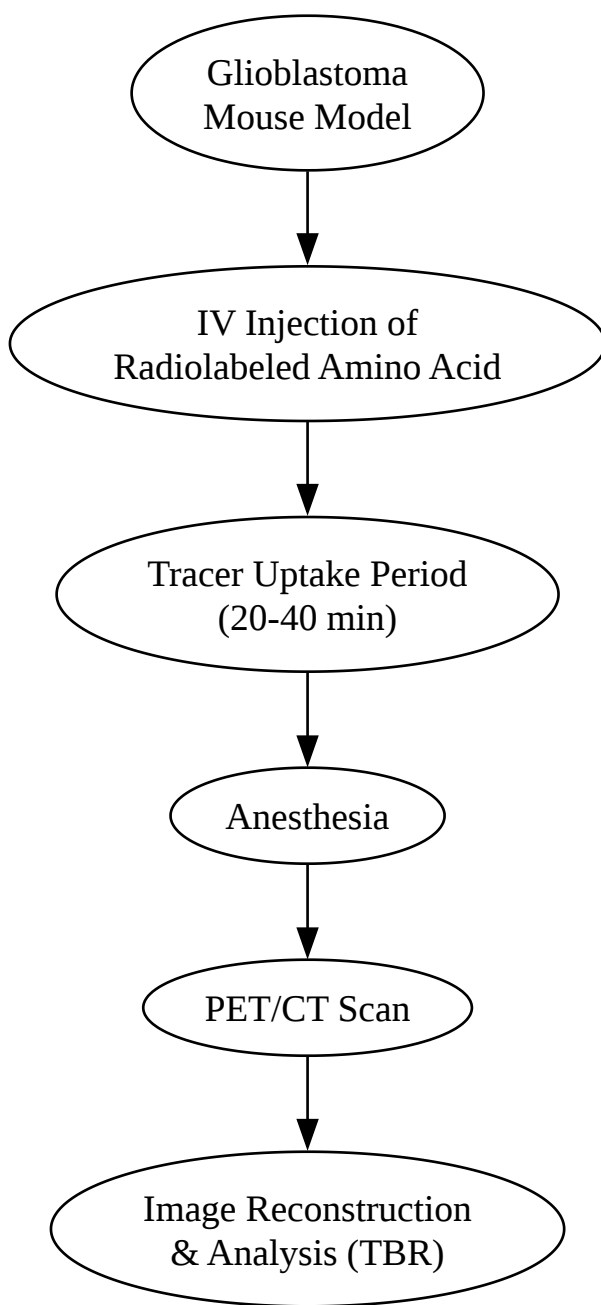 Glioblastoma
Mouse Model
IV Injection of
Radiolabeled Amino Acid
Tracer Uptake Period
(20-40 min)
Anesthesia
PET/CT Scan
Image Reconstruction
& Analysis (TBR)